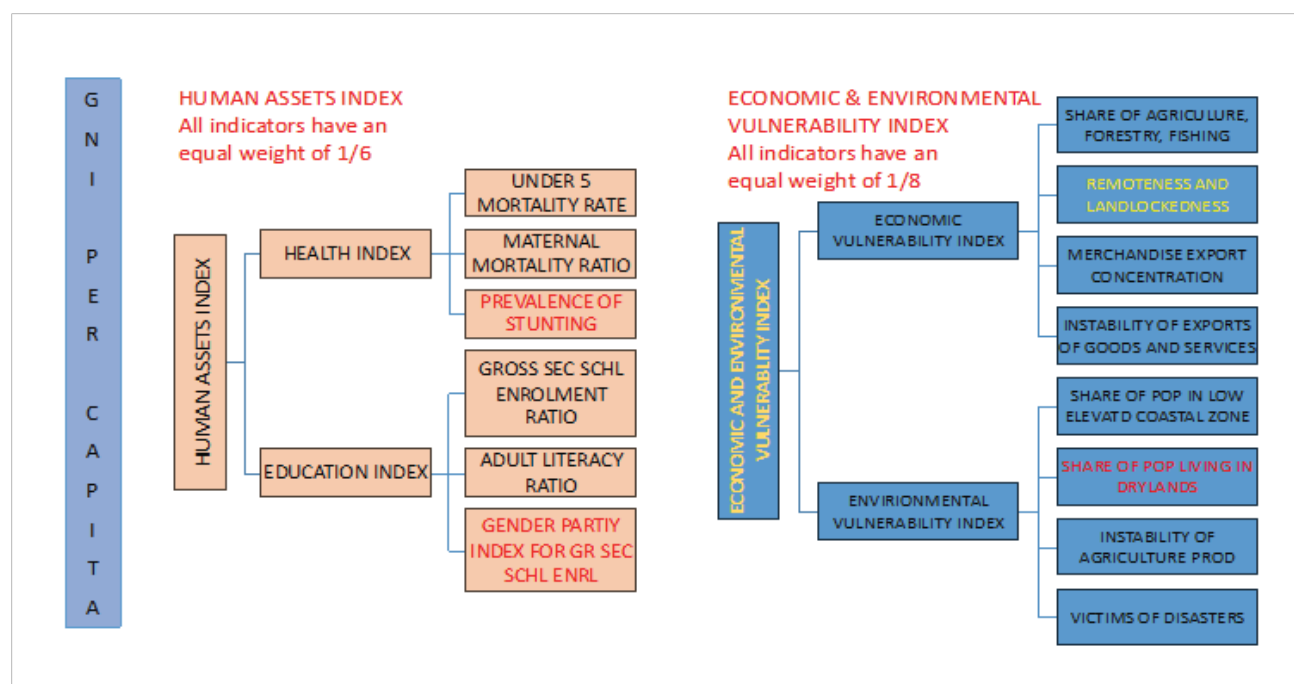 GNI PER CAPITA
HUMAN ASSETS INDEX
All indicators have an
equal weight of 1/6
HUMAN ASSETS INDEX
HEALTH INDEX
UNDER 5
MORTALITY RATE
MATERNAL
MORTALITY RATIO
PREVALENCE OF
STUNTING
EDUCATION INDEX
GROSS SEC SCHL
ENROLMENT
RATIO
ADULT LITERACY
RATIO
GENDER PARTIY
INDEX FOR GR SEC
SCHL ENRL
ECONOMIC & ENVIRONMENTAL
VULNERABILITY INDEX
All indicators have an
equal weight of 1/8
ECONOMIC AND ENVIRONMENTAL
VULNERABLITY INDEX
ECONOMIC
VULNERABILITY INDEX
SHARE OF AGRICULURE,
FORESTRY, FISHING
REMOTENESS AND
LANDLOCKEDNESS
MERCHANDISE EXPORT
CONCENTRATION
INSTABILITY OF EXPORTS
OF GOODS AND SERVICES
ENVIRIONMENTAL
VULNERABILITY INDEX
SHARE OF POP IN LOW
ELEVATD COASTAL ZONE
SHARE OF POP LIVING IN
DRYLANDS
INSTABILITY OF
AGRICULTURE PROD
VICTIMS OF DISASTERS